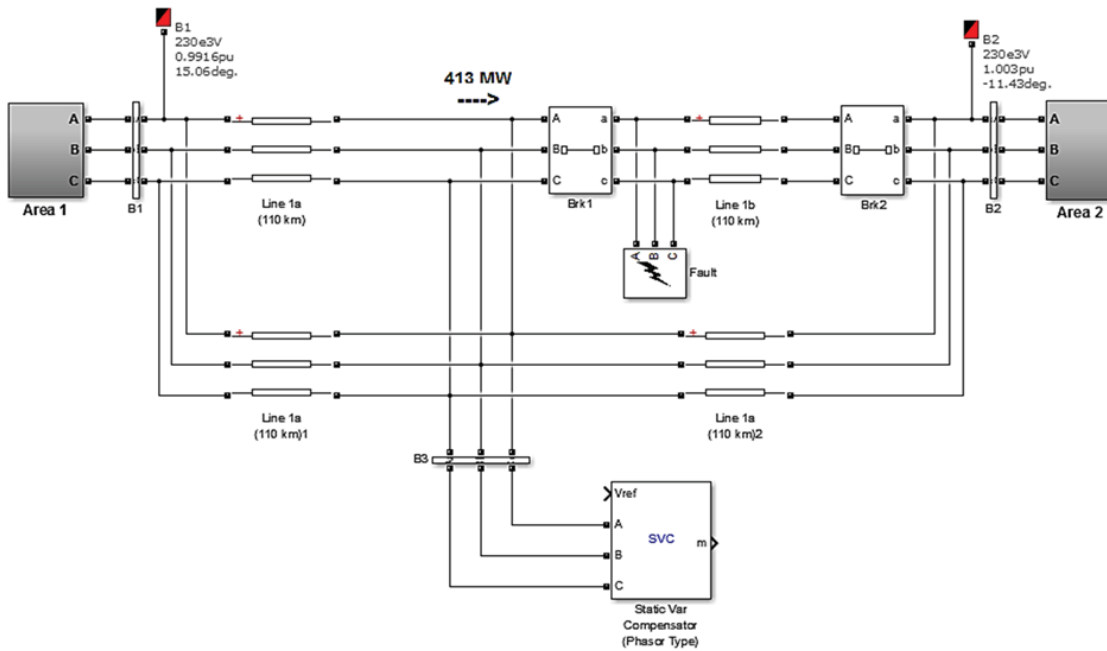 B1
230e3V
0.9916pu
15.06deg.
B2
230e3V
1.003pu
-11.43deg.
413 MW
A
B
C
Area 1
B1
+
Line 1a
(110 km)
A a
B b
C c
Brk1
+
Line 1b
(110 km)
A a
B b
C c
Brk2
B2
A
B
C
Area 2
A B C
Fault
+
Line 1a
(110 km)1
+
Line 1a
(110 km)2
B3
Vref
A
B
C
SVC
m
Static Var
Compensator
(Phasor Type)